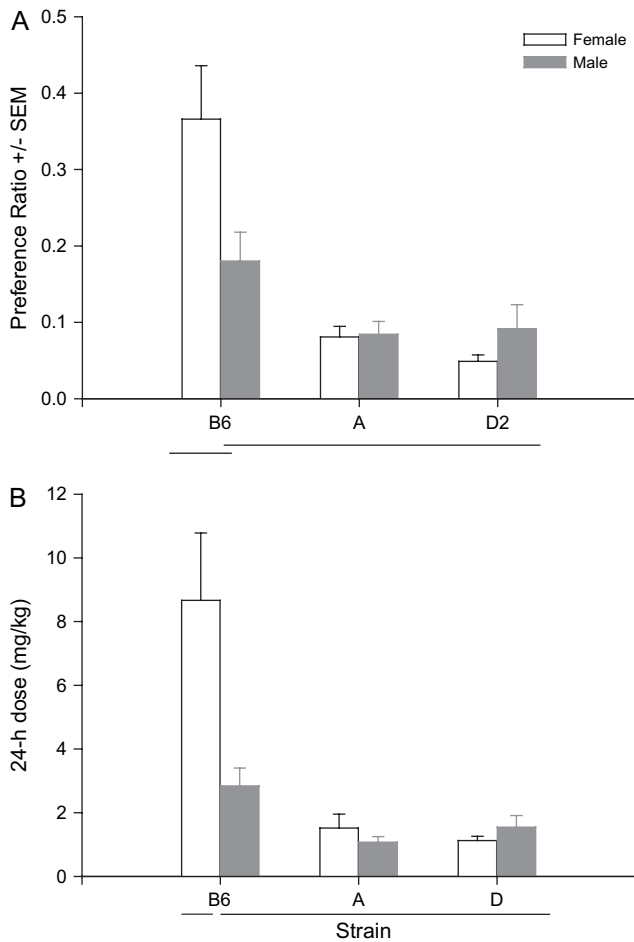 A
Preference Ratio +/- SEM
0.5
0.4
0.3
0.2
0.1
0.0
Female
Male
B6 A D2
B
24-h dose (mg/kg)
12
10
8
6
4
2
0
B6 A D
Strain